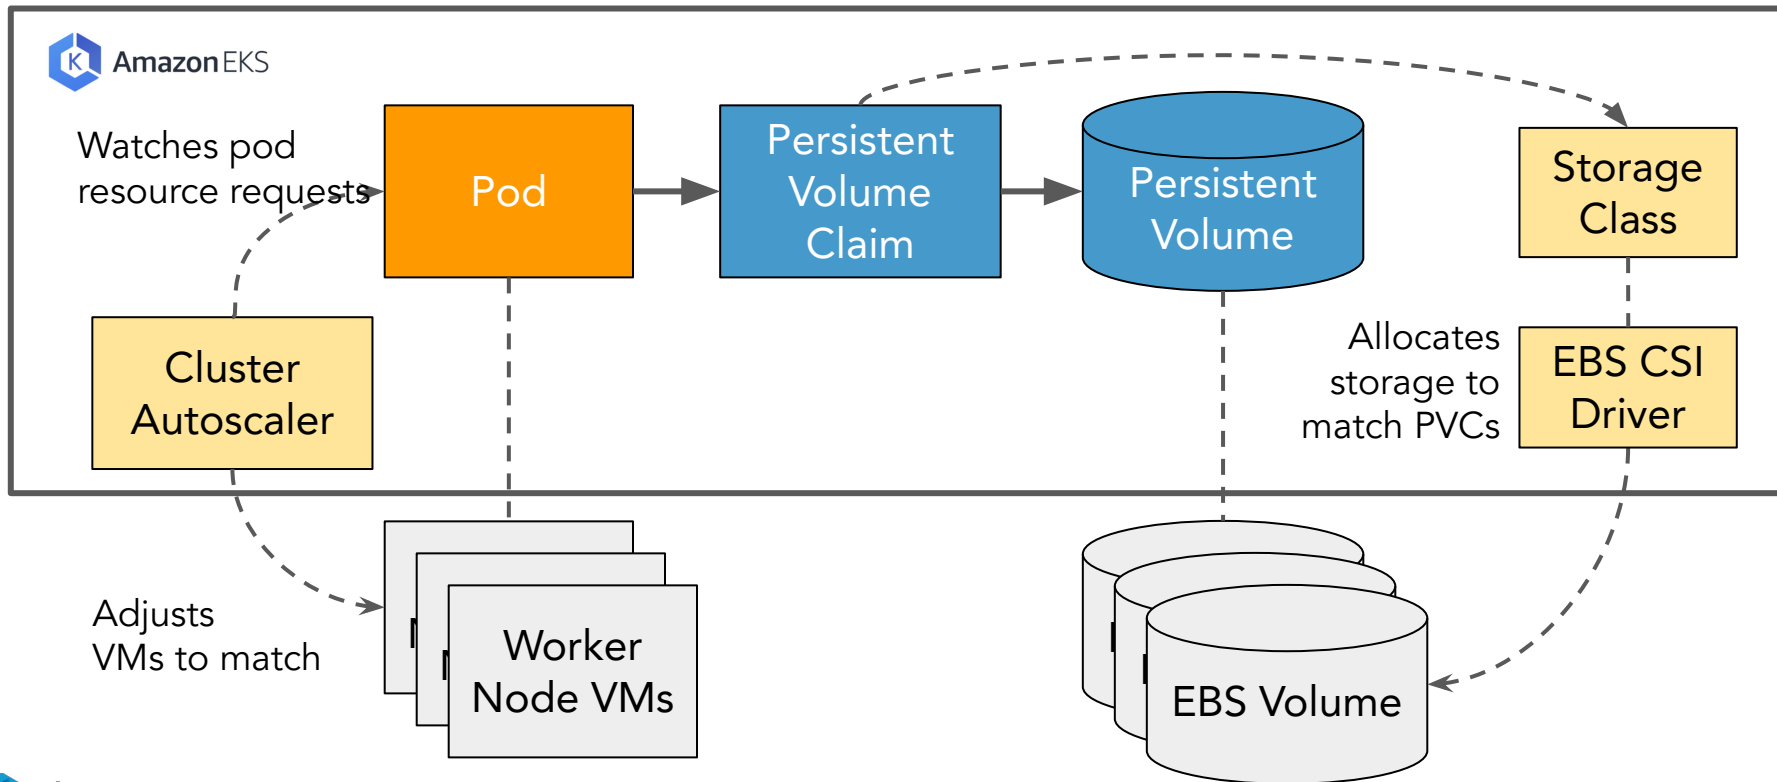 Amazon EKS
Watches pod
resource requests
Pod
Persistent
Volume
Claim
Persistent
Volume
Storage
Class
Cluster
Autoscaler
Allocates
storage to
match PVCs
EBS CSI
Driver
Adjusts
VMs to match
Worker
Node VMs
EBS Volume